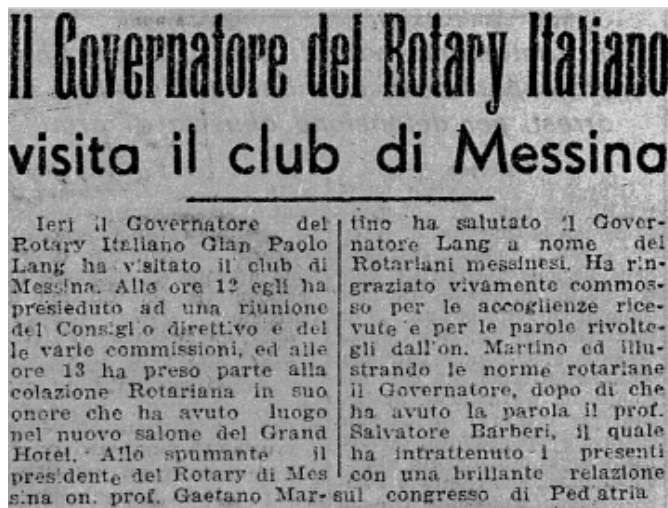 Il Governatore del Rotary Italiano
visita il club di Messina
Ieri il Governatore del
Rotary Italiano Gian Paolo
Lang ha visitato il club di
Messina. Alle ore 12 egli ha
presieduto ad una riunione
del Consiglio direttivo e del
le varie commissioni, ed alle
ore 13 ha preso parte alla
colazione Rotariana in suo
onore che ha avuto luogo
nel nuovo salone del Grand
Hotel. Allo spumante il
presidente del Rotary di Mes
sina on. prof. Gaetano Mar-
tino ha salutato il Gover-
natore Lang a nome dei
Rotariani messinesi. Ha rin-
graziato vivamente commos-
so per le accoglienze rice-
vute e per le parole rivolte-
gli dall'on. Martino ed illu-
strando le norme rotariane
il Governatore, dopo di che
ha avuto la parola il prof.
Salvatore Barberi, il quale
ha intrattenuto i presenti
con una brillante relazione
sul congresso di Pediatria